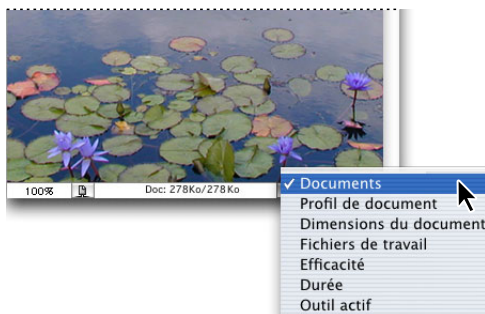 100%
Doc: 278Ko/278Ko
✓ Documents
Profil de document
Dimensions du document
Fichiers de travail
Efficacité
Durée
Outil actif